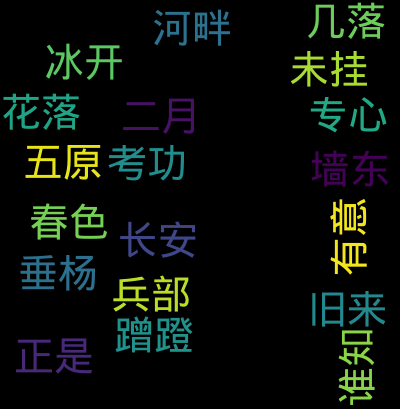 河畔
几落
冰开
未挂
花落
二月
专心
五原
考功
墙东
春色
长安
有意
垂杨
兵部
旧来
蹭蹬
正是
谁知